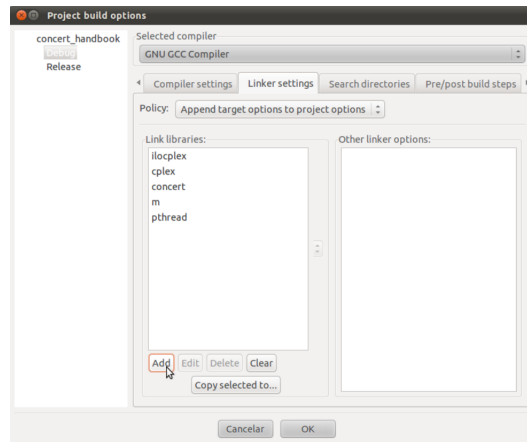 Project build options
concert_handbook
Debug
Release
Selected compiler
GNU GCC Compiler
Compiler settings
Linker settings
Search directories
Pre/post build steps
Policy:
Append target options to project options
Link libraries:
ilocplex
cplex
concert
m
pthread
Other linker options:
Add
Edit
Delete
Clear
Copy selected to...
Cancelar
OK